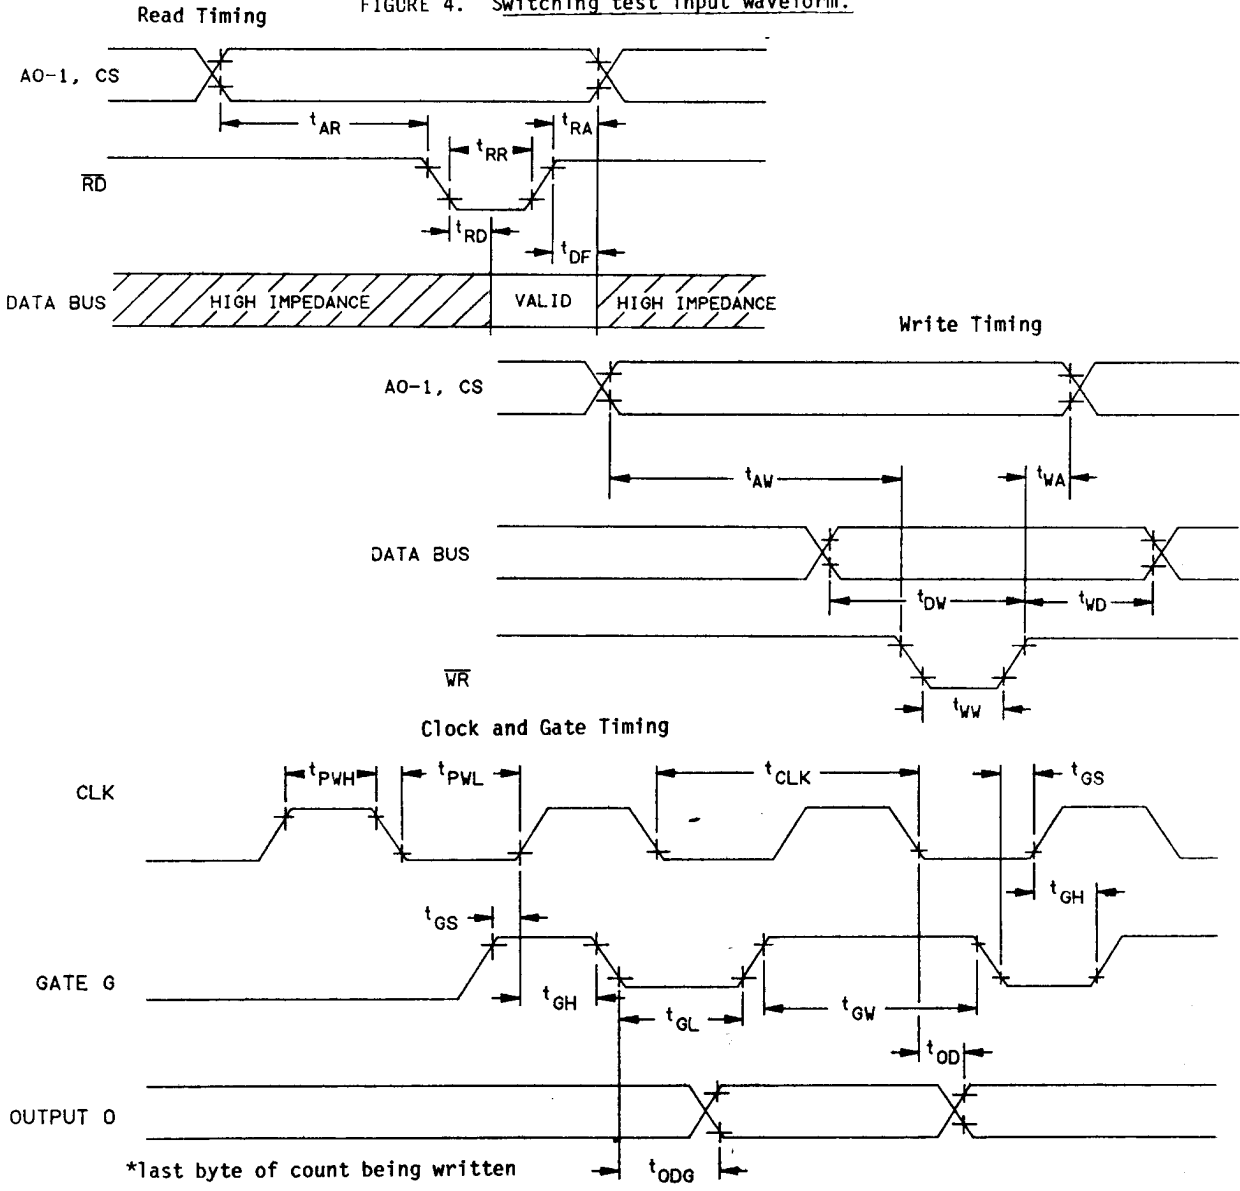 FIGURE 4. Switching test input waveform.
Read Timing
A0-1, CS
tAR
tRA
tRR
RD
tRD
tDF
DATA BUS
HIGH IMPEDANCE
VALID
HIGH IMPEDANCE
Write Timing
A0-1, CS
tAW
tWA
DATA BUS
tDW
tWD
WR
tWW
Clock and Gate Timing
CLK
tPWH
tPWL
tCLK
tGS
tGH
tGS
GATE G
tGH
tGL
tGW
tOD
OUTPUT O
*last byte of count being written
tODG